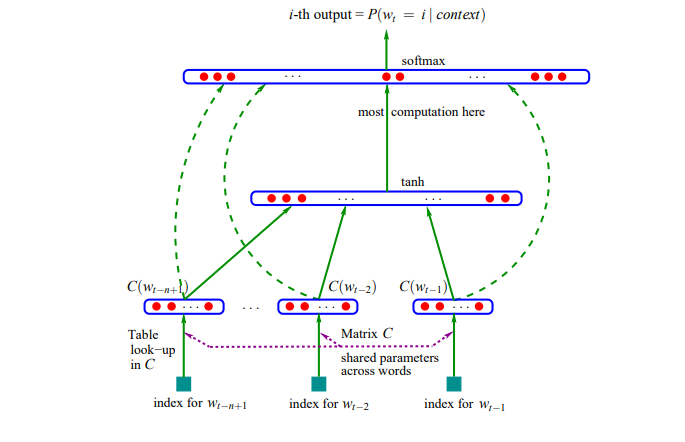 i-th output = P(w_t = i | context)
softmax
. . .
. . .
most computation here
tanh
. . .
. . .
C(w_{t−n+1})
C(w_{t−2})
C(w_{t−1})
. . .
. . .
. . .
. . .
Table
look−up
in C
Matrix C
shared parameters
across words
index for w_{t−n+1}
index for w_{t−2}
index for w_{t−1}